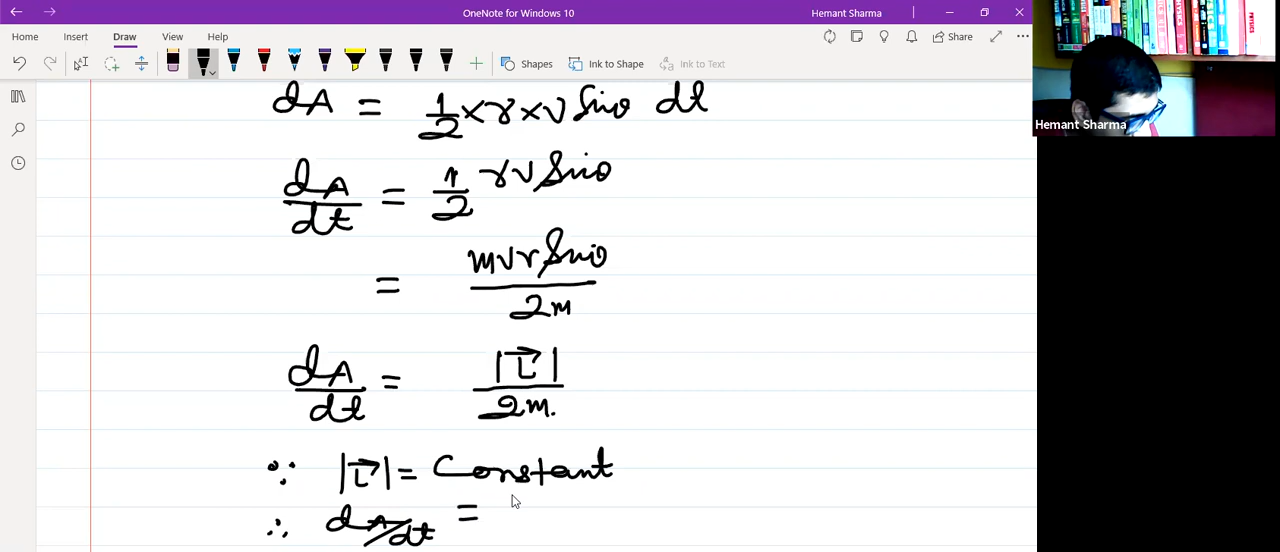 OneNote for Windows 10
Hemant Sharma
Home Insert Draw View Help
Share
Shapes Ink to Shape Ink to Text
Hemant Sharma
dA = 1/2 × r × v Sinθ dt
dA/dt = 1/2 rv Sinθ
= mvr Sinθ / 2m
dA/dt = |L⃗| / 2m.
∵ |L⃗| = Constant
∴ dA/dt =